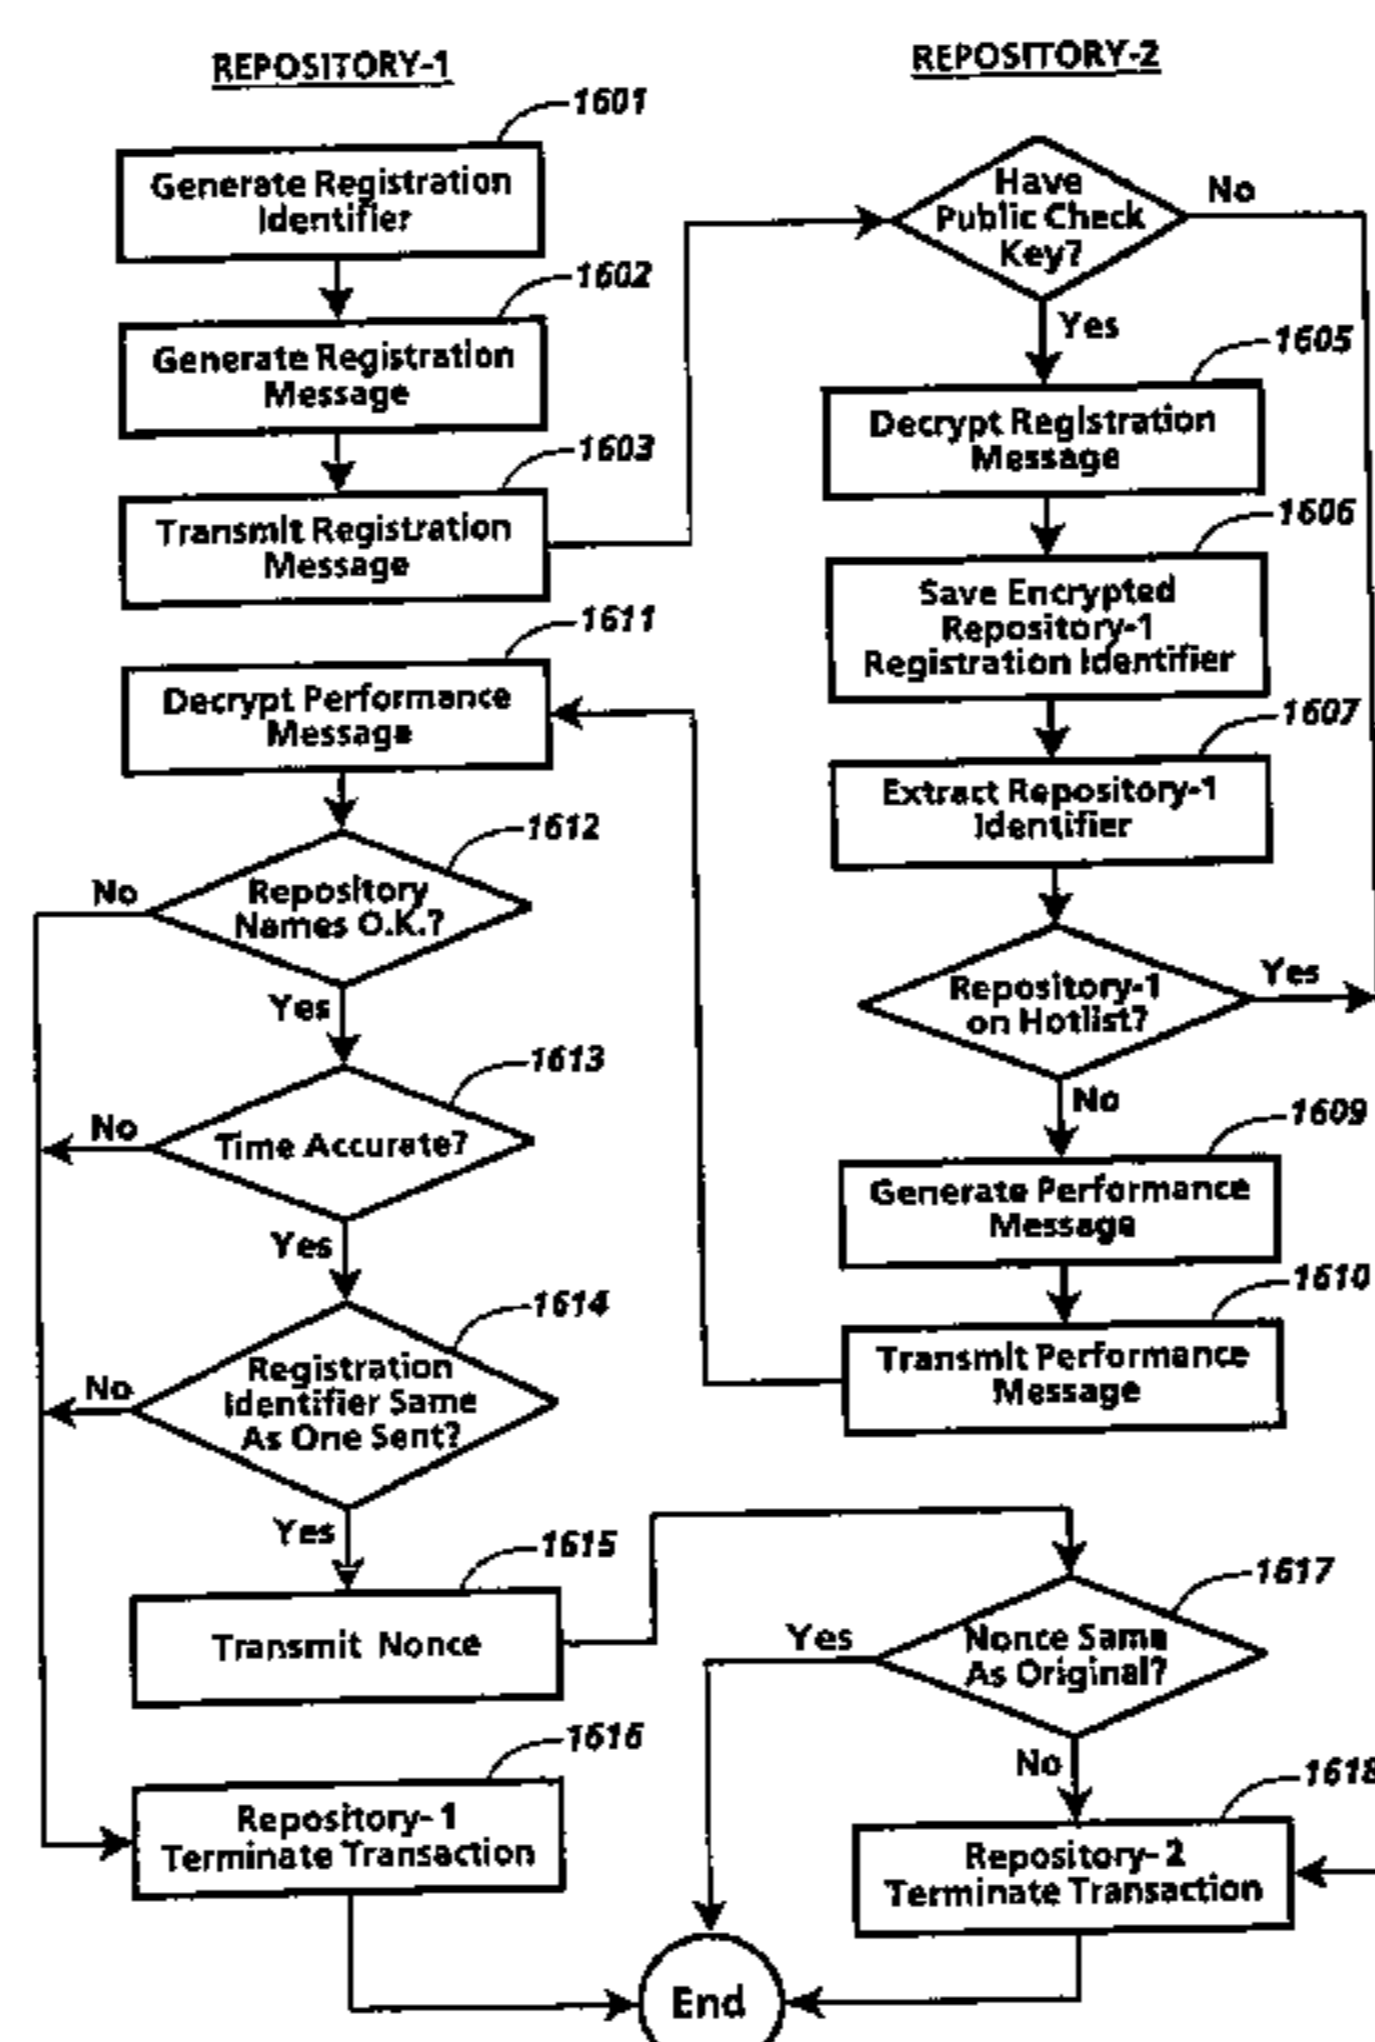 REPOSITORY-1
1601
Generate Registration
Identifier
1602
Generate Registration
Message
1603
Transmit Registration
Message
1611
Decrypt Performance
Message
1612
Repository
Names O.K.?
No
Yes
1613
Time Accurate?
No
Yes
1614
Registration
Identifier Same
As One Sent?
No
Yes
1615
Transmit Nonce
1616
Repository-1
Terminate Transaction
REPOSITORY-2
Have
Public Check
Key?
No
Yes
1605
Decrypt Registration
Message
1606
Save Encrypted
Repository-1
Registration Identifier
1607
Extract Repository-1
Identifier
Repository-1
on Hotlist?
Yes
No
1609
Generate Performance
Message
1610
Transmit Performance
Message
1617
Nonce Same
As Original?
Yes
No
1618
Repository-2
Terminate Transaction
End